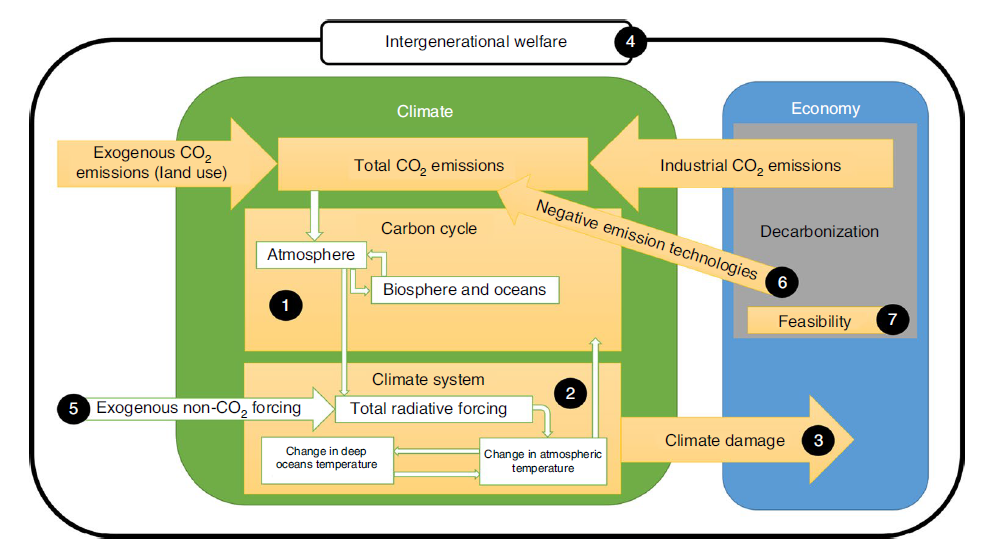 Intergenerational welfare 4
Climate
Economy
Exogenous CO₂
emissions (land use)
Total CO₂ emissions
Industrial CO₂ emissions
Negative emission technologies 6
Decarbonization
Feasibility 7
Carbon cycle
Atmosphere
Biosphere and oceans
1
Climate system
2
5 Exogenous non-CO₂ forcing
Total radiative forcing
Change in deep
oceans temperature
Change in atmospheric
temperature
Climate damage 3